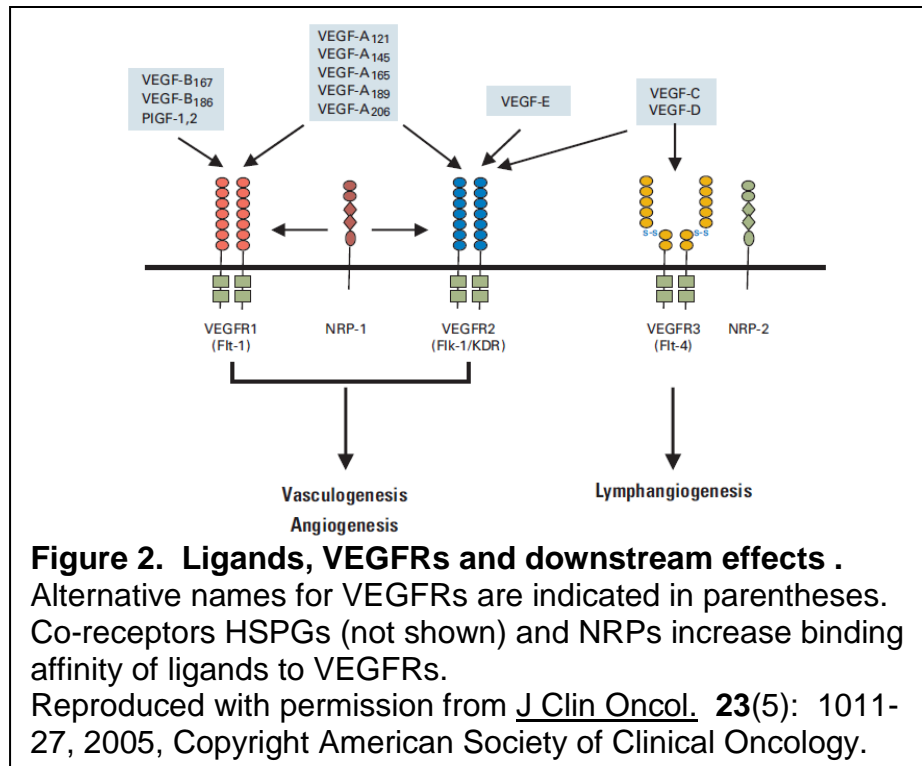 VEGF-B167
VEGF-B186
PIGF-1,2
VEGF-A121
VEGF-A145
VEGF-A165
VEGF-A189
VEGF-A206
VEGF-E
VEGF-C
VEGF-D
S-S
S-S
VEGFR1
(Flt-1)
NRP-1
VEGFR2
(Flk-1/KDR)
VEGFR3
(Flt-4)
NRP-2
Vasculogenesis
Angiogenesis
Lymphangiogenesis
Figure 2. Ligands, VEGFRs and downstream effects .
Alternative names for VEGFRs are indicated in parentheses.
Co-receptors HSPGs (not shown) and NRPs increase binding
affinity of ligands to VEGFRs.
Reproduced with permission from J Clin Oncol. 23(5): 1011-
27, 2005, Copyright American Society of Clinical Oncology.